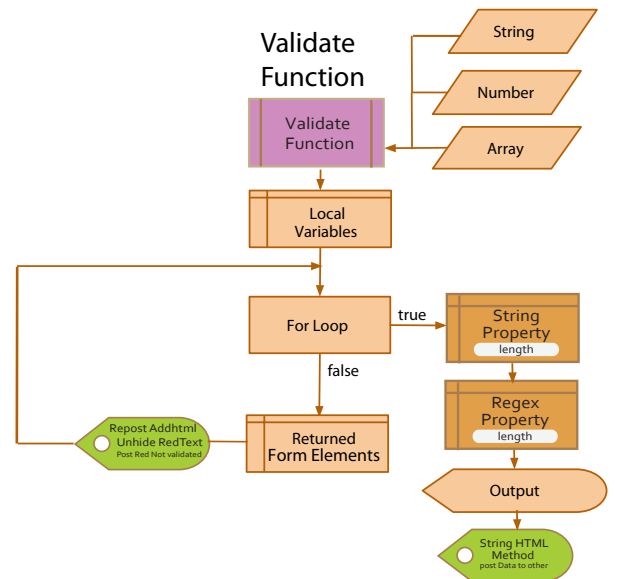 Validate
Function
String
Number
Array
Validate
Function
Local
Variables
For Loop
true
false
String
Property
length
Regex
Property
length
Repost Addhtml
Unhide RedText
Post Red Not validated
Returned
Form Elements
Output
String HTML
Method
post Data to other